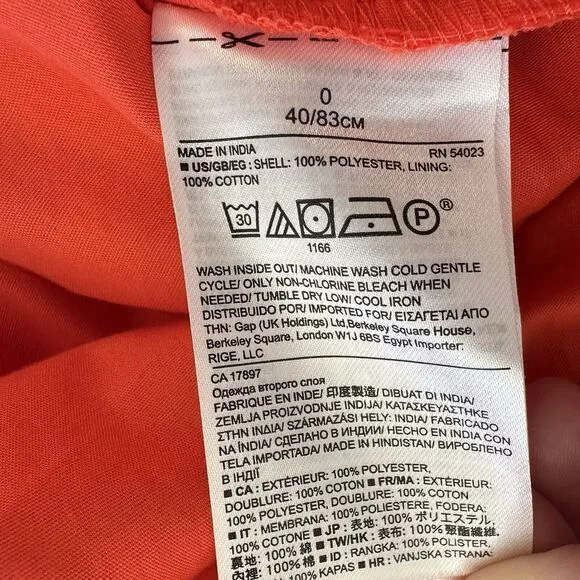 0
40/83CM
MADE IN INDIA RN 54023
■ US/GB/EG: SHELL: 100% POLYESTER, LINING:
100% COTTON
30 P®
1166
WASH INSIDE OUT/ MACHINE WASH COLD GENTLE
CYCLE/ ONLY NON-CHLORINE BLEACH WHEN
NEEDED/ TUMBLE DRY LOW/ COOL IRON
DISTRIBUIDO POR/ IMPORTED FOR/ ΕΙΣΑΓΕΤΑΙ ΑΠΟ
ΤΗΝ: Gap (UK Holdings) Ltd,Berkeley Square House,
Berkeley Square, London W1J 6BS Egypt Importer:
RIGE, LLC
CA 17897
Одежда второго слоя
FABRIQUE EN INDE/ 印度製造/ DIBUAT DI INDIA/
ZEMLJA PROIZVODNJE INDIJA/ ΚΑΤΑΣΚΕΥΑΣΤΗΚΕ
ΣΤΗΝ ΙΝΔΙΑ/ SZÁRMAZÁSI HELY: INDIA/ FABRICADO
NA ÍNDIA/ СДЕЛАНО В ИНДИИ/ HECHO EN INDIA CON
TELA IMPORTADA/ MADE IN HINDISTAN/ ВИРОБЛЕНО
В ІНДІЇ
■ CA : EXTÉRIEUR: 100% POLYESTER,
DOUBLURE: 100% COTON ■ FR/MA : EXTÉRIEUR:
100% POLYESTER, DOUBLURE: 100% COTON
■ IT : MEMBRANA: 100% POLIESTERE, FODERA:
100% COTONE ■ JP : 表地: 100% ポリエステル,
裏地: 100% 綿 ■ TW/HK : 表布: 100%聚酯纖維,
內裡: 100% 棉 ■ ID : RANGKA: 100% POLIESTER,
100% KAPAS ■ HR : VANJSKA STRANA: